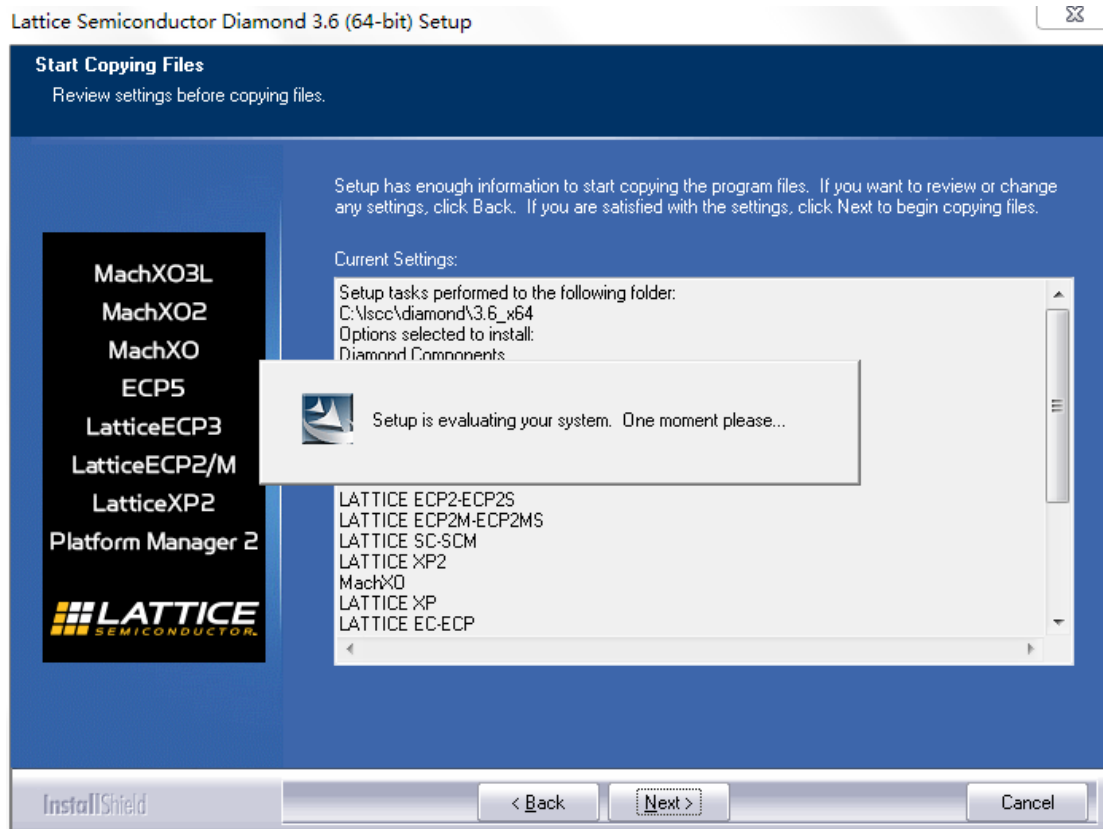 Lattice Semiconductor Diamond 3.6 (64-bit) Setup
Start Copying Files
Review settings before copying files.
Setup has enough information to start copying the program files. If you want to review or change
any settings, click Back. If you are satisfied with the settings, click Next to begin copying files.
Current Settings:
Setup tasks performed to the following folder:
C:\lscc\diamond\3.6_x64
Options selected to install:
Diamond Components
Setup is evaluating your system. One moment please...
LATTICE ECP2-ECP2S
LATTICE ECP2M-ECP2MS
LATTICE SC-SCM
LATTICE XP2
MachXO
LATTICE XP
LATTICE EC-ECP
MachXO3L
MachXO2
MachXO
ECP5
LatticeECP3
LatticeECP2/M
LatticeXP2
Platform Manager 2
LATTICE
SEMICONDUCTOR.
InstallShield
< Back
Next >
Cancel